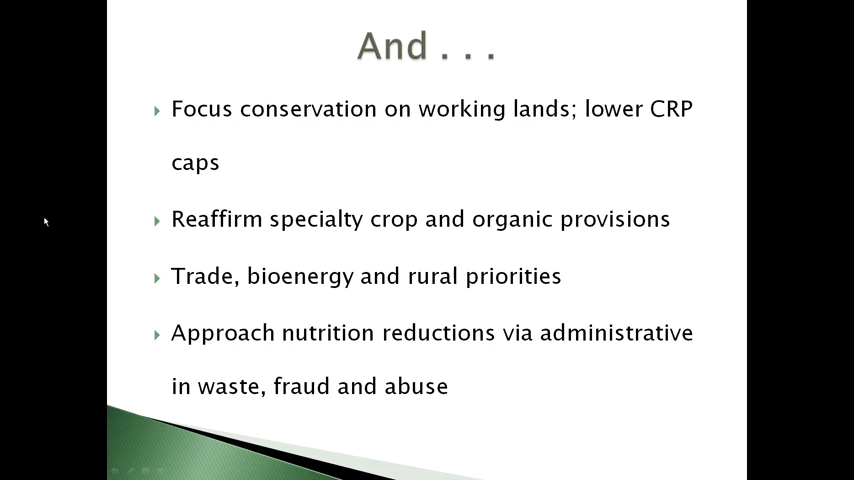 And . . .
Focus conservation on working lands; lower CRP
caps
Reaffirm specialty crop and organic provisions
Trade, bioenergy and rural priorities
Approach nutrition reductions via administrative
in waste, fraud and abuse